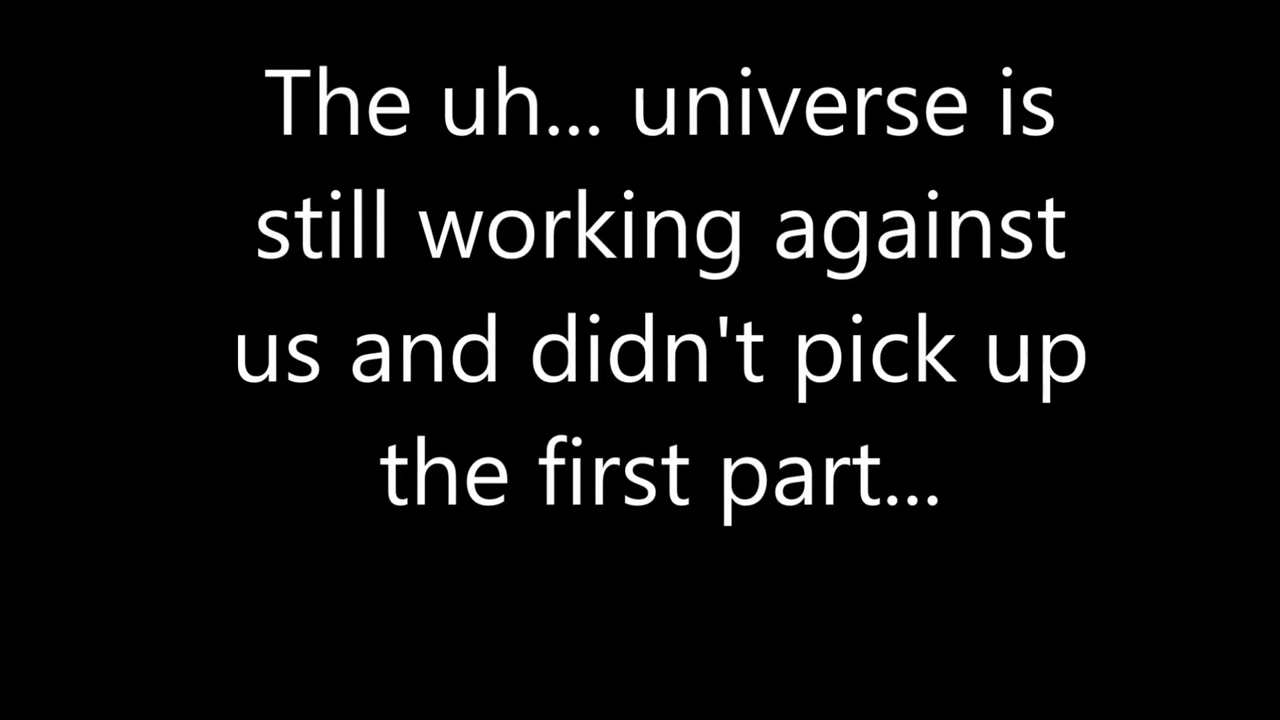 The uh... universe is
still working against
us and didn't pick up
the first part...